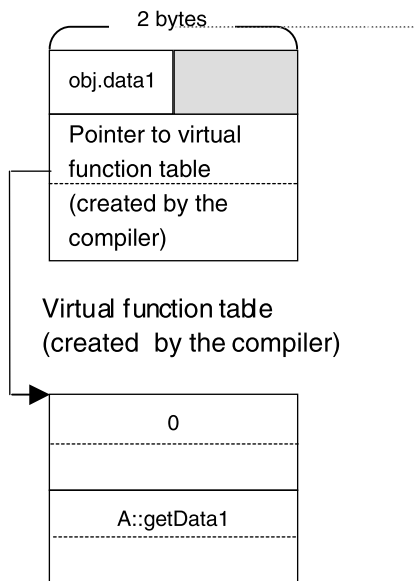 2 bytes
obj.data1
Pointer to virtual
function table
(created by the
compiler)
Virtual function table
(created by the compiler)
0
A::getData1